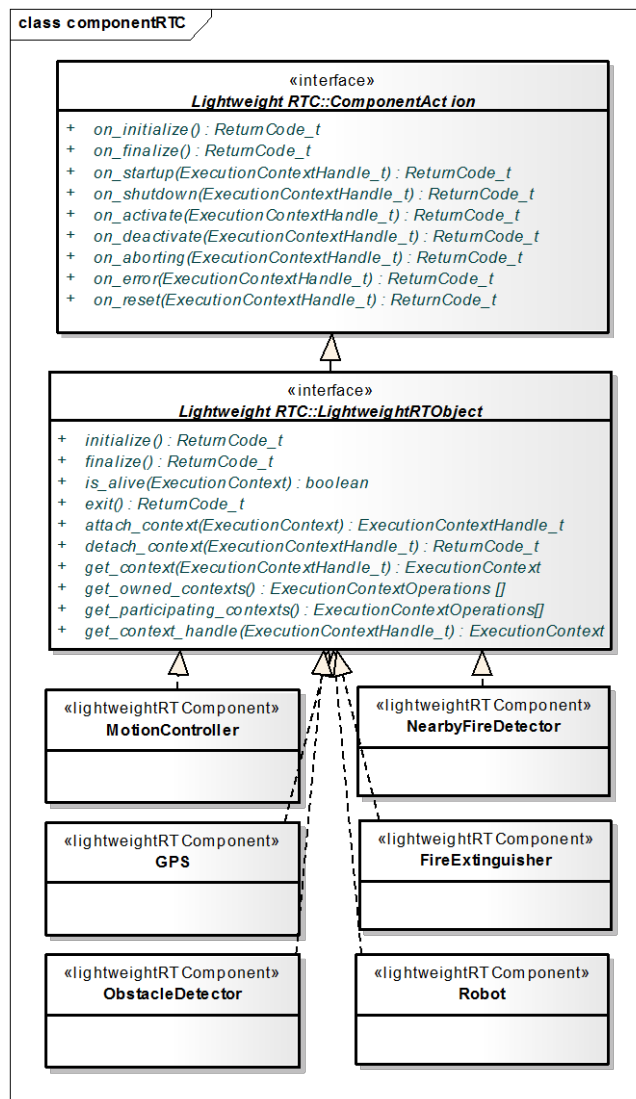 class componentRTC
«interface»
Lightweight RTC::ComponentAct ion
+ on_initialize() : ReturnCode_t
+ on_finalize() : ReturnCode_t
+ on_startup(ExecutionContextHandle_t) : ReturnCode_t
+ on_shutdown(ExecutionContextHandle_t) : ReturnCode_t
+ on_activate(ExecutionContextHandle_t) : ReturnCode_t
+ on_deactivate(ExecutionContextHandle_t) : ReturnCode_t
+ on_aborting(ExecutionContextHandle_t) : ReturnCode_t
+ on_error(ExecutionContextHandle_t) : ReturnCode_t
+ on_reset(ExecutionContextHandle_t) : ReturnCode_t
«interface»
Lightweight RTC::LightweightRTObject
+ initialize() : ReturnCode_t
+ finalize() : ReturnCode_t
+ is_alive(ExecutionContext) : boolean
+ exit() : ReturnCode_t
+ attach_context(ExecutionContext) : ExecutionContextHandle_t
+ detach_context(ExecutionContextHandle_t) : ReturnCode_t
+ get_context(ExecutionContextHandle_t) : ExecutionContext
+ get_owned_contexts() : ExecutionContextOperations []
+ get_participating_contexts() : ExecutionContextOperations[]
+ get_context_handle(ExecutionContextHandle_t) : ExecutionContext
«lightweightRT Component»
MotionController
«lightweightRT Component»
NearbyFireDetector
«lightweightRT Component»
GPS
«lightweightRT Component»
FireExtinguisher
«lightweightRT Component»
ObstacleDetector
«lightweightRT Component»
Robot